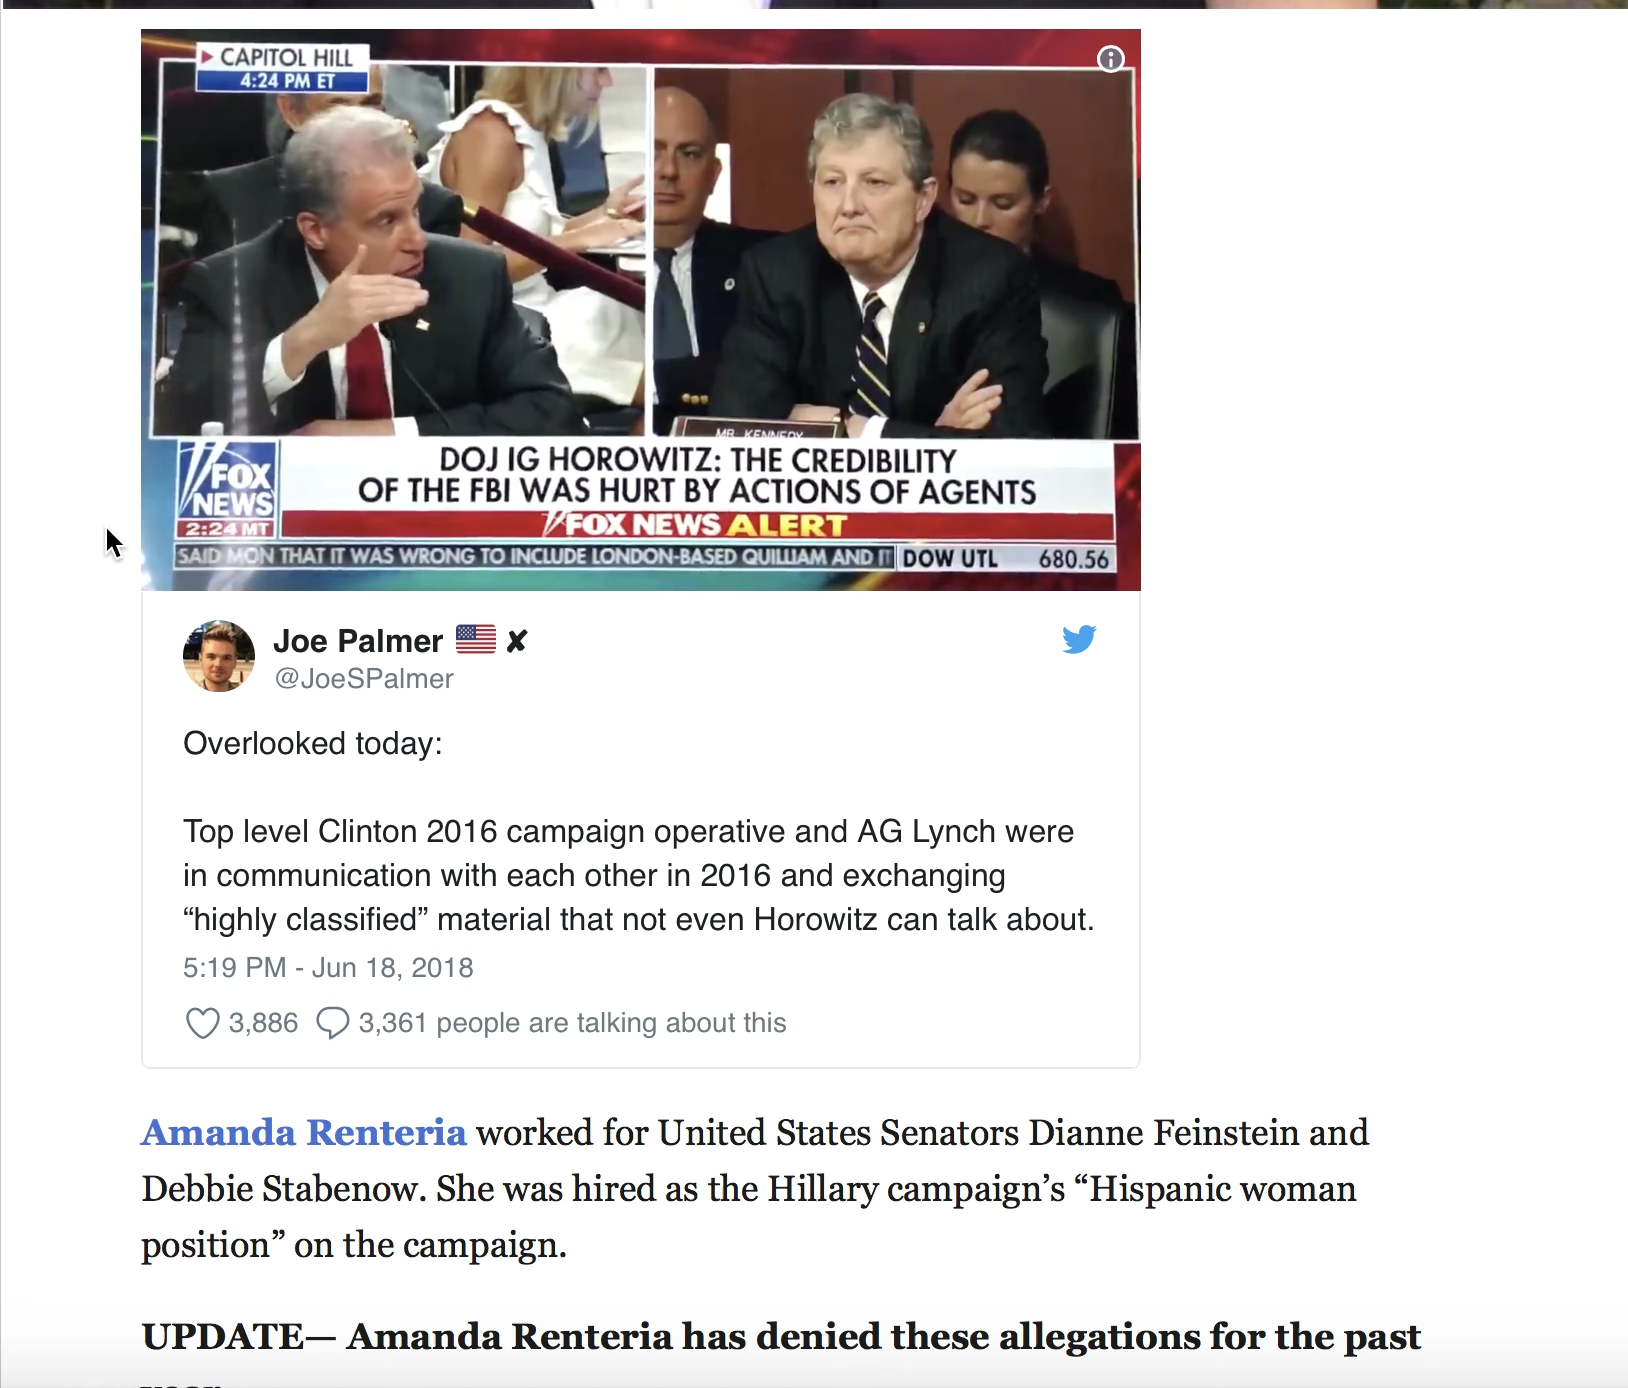 CAPITOL HILL
4:24 PM ET
MR. KENNEDY
FOX
NEWS
2:24 MT
DOJ IG HOROWITZ: THE CREDIBILITY
OF THE FBI WAS HURT BY ACTIONS OF AGENTS
FOX NEWS ALERT
SAID MON THAT IT WAS WRONG TO INCLUDE LONDON-BASED QUILLIAM AND IT
DOW UTL 680.56
Joe Palmer 🇺🇸 ✘
@JoeSPalmer
Overlooked today:
Top level Clinton 2016 campaign operative and AG Lynch were
in communication with each other in 2016 and exchanging
“highly classified” material that not even Horowitz can talk about.
5:19 PM - Jun 18, 2018
3,886 3,361 people are talking about this
Amanda Renteria worked for United States Senators Dianne Feinstein and
Debbie Stabenow. She was hired as the Hillary campaign’s “Hispanic woman
position” on the campaign.
UPDATE— Amanda Renteria has denied these allegations for the past